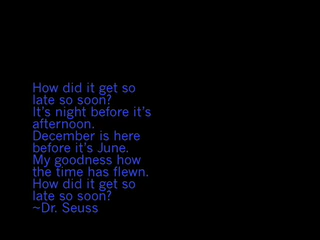 How did it get so
late so soon?
It's night before it's
afternoon.
December is here
before it's June.
My goodness how
the time has flewn.
How did it get so
late so soon?
~Dr. Seuss